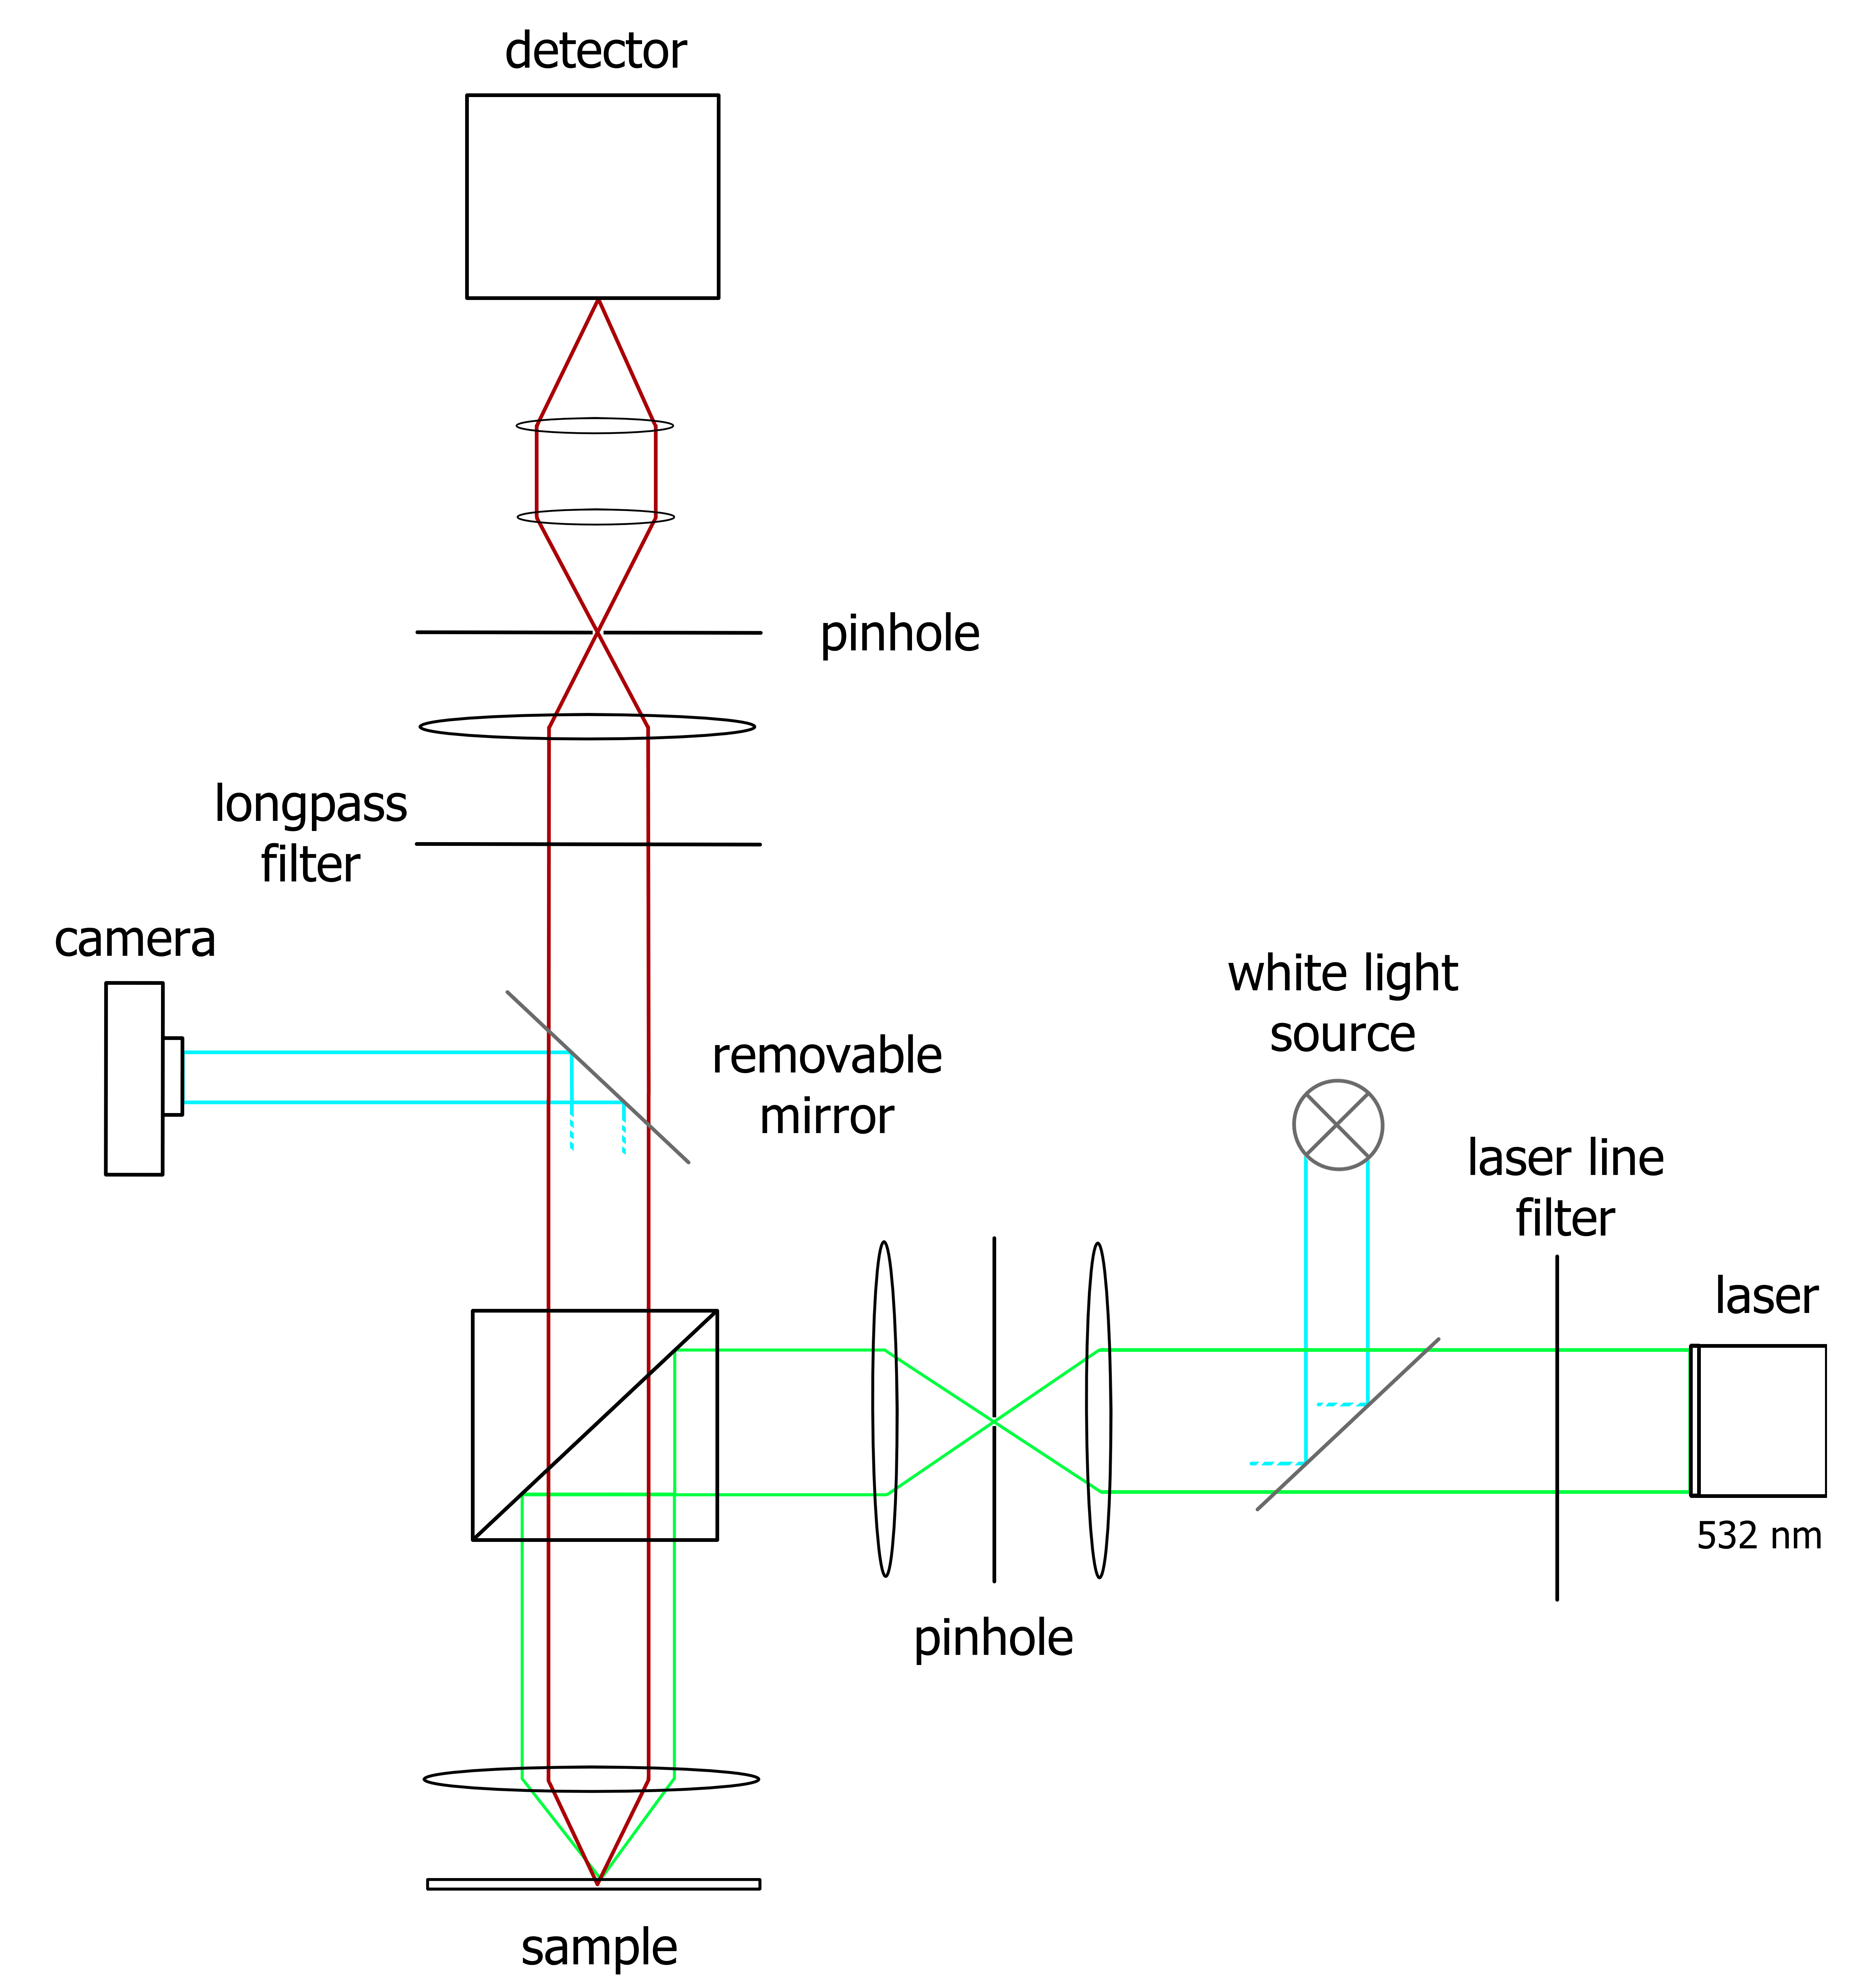 detector
pinhole
longpass
filter
camera
removable
mirror
white light
source
laser line
filter
laser
532 nm
pinhole
sample